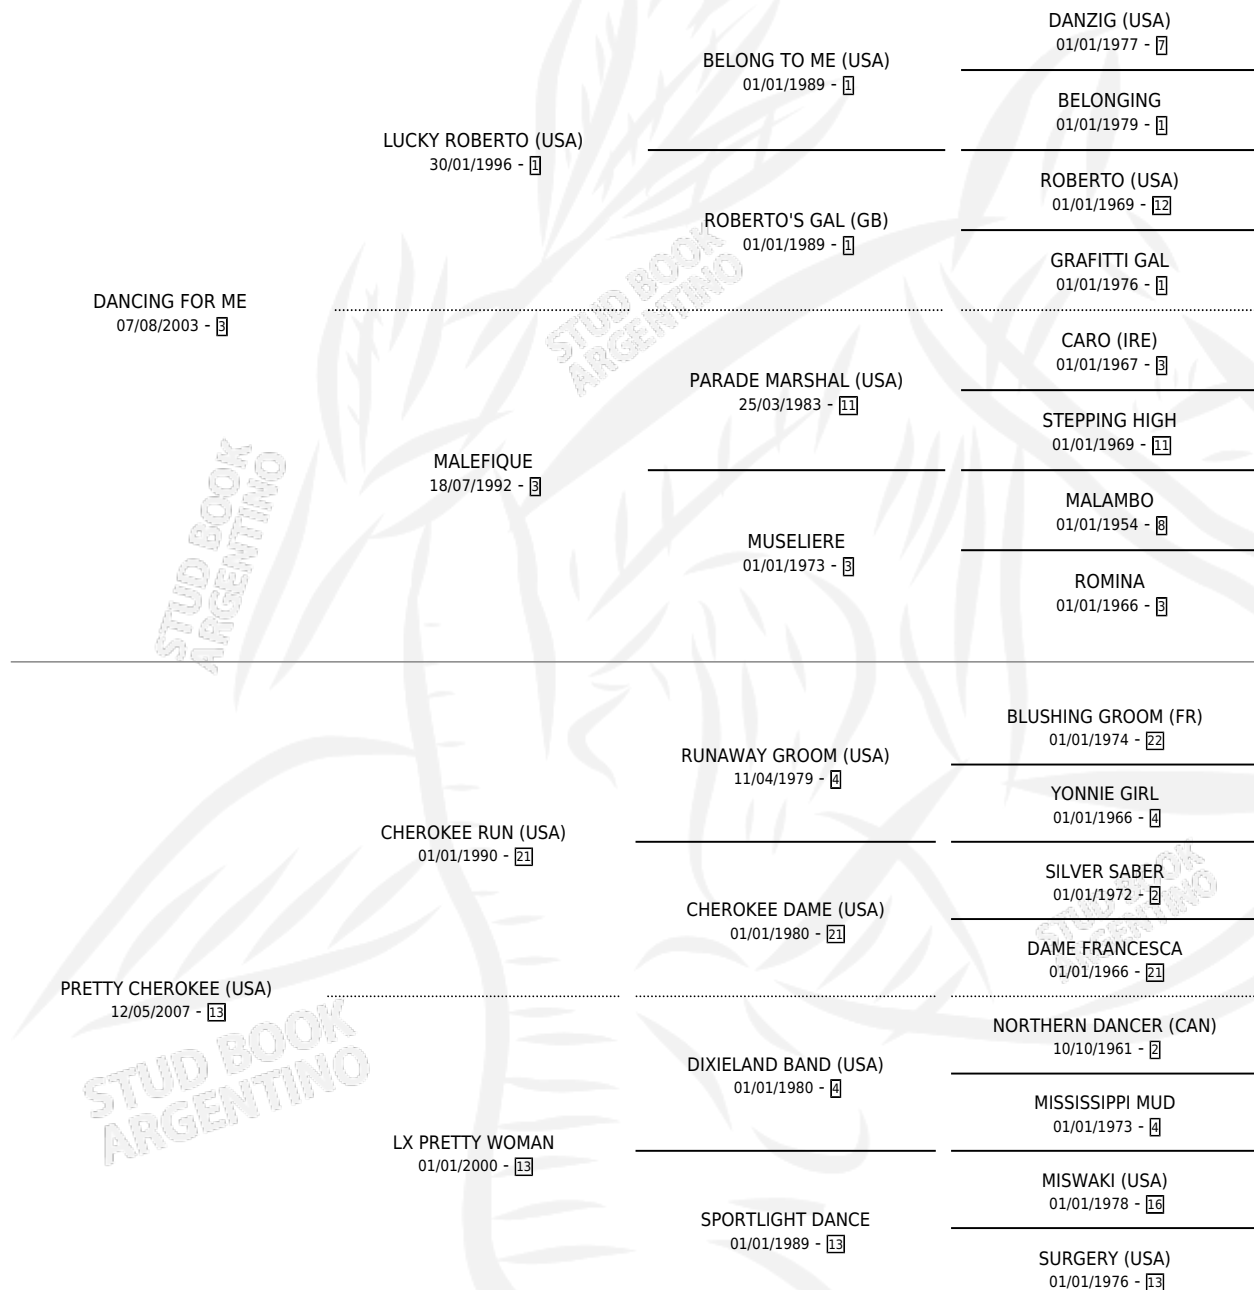 DANCING FOR ME
07/08/2003 - 3
LUCKY ROBERTO (USA)
30/01/1996 - 1
BELONG TO ME (USA)
01/01/1989 - 1
DANZIG (USA)
01/01/1977 - 7
BELONGING
01/01/1979 - 1
ROBERTO'S GAL (GB)
01/01/1989 - 1
ROBERTO (USA)
01/01/1969 - 12
GRAFITTI GAL
01/01/1976 - 1
MALEFIQUE
18/07/1992 - 3
PARADE MARSHAL (USA)
25/03/1983 - 11
CARO (IRE)
01/01/1967 - 3
STEPPING HIGH
01/01/1969 - 11
MUSELIERE
01/01/1973 - 3
MALAMBO
01/01/1954 - 8
ROMINA
01/01/1966 - 3
PRETTY CHEROKEE (USA)
12/05/2007 - 13
CHEROKEE RUN (USA)
01/01/1990 - 21
RUNAWAY GROOM (USA)
11/04/1979 - 4
BLUSHING GROOM (FR)
01/01/1974 - 22
YONNIE GIRL
01/01/1966 - 4
CHEROKEE DAME (USA)
01/01/1980 - 21
SILVER SABER
01/01/1972 - 2
DAME FRANCESCA
01/01/1966 - 21
LX PRETTY WOMAN
01/01/2000 - 13
DIXIELAND BAND (USA)
01/01/1980 - 4
NORTHERN DANCER (CAN)
10/10/1961 - 2
MISSISSIPPI MUD
01/01/1973 - 4
SPORTLIGHT DANCE
01/01/1989 - 13
MISWAKI (USA)
01/01/1978 - 16
SURGERY (USA)
01/01/1976 - 13
STUD BOOK
ARGENTINO
STUD BOOK
ARGENTINO
STUD BOOK
ARGENTINO
STUD BOOK
ARGENTINO